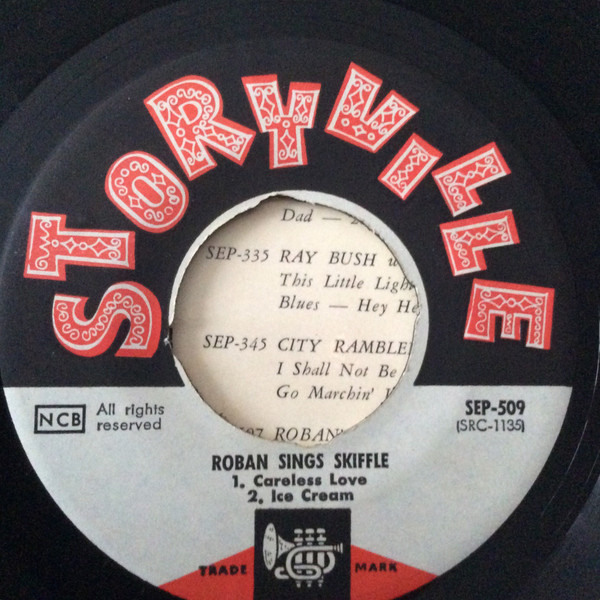 STORYVILLE
Dad —
SEP-335 RAY BUSH
This Little Light
Blues — Hey
SEP-345 CITY RAMBLE
I Shall Not Be
Go Marchin'
ROBAN'
NCB
All rights
reserved
SEP-509
(SRC-1135)
ROBAN SINGS SKIFFLE
1. Careless Love
2. Ice Cream
TRADE MARK